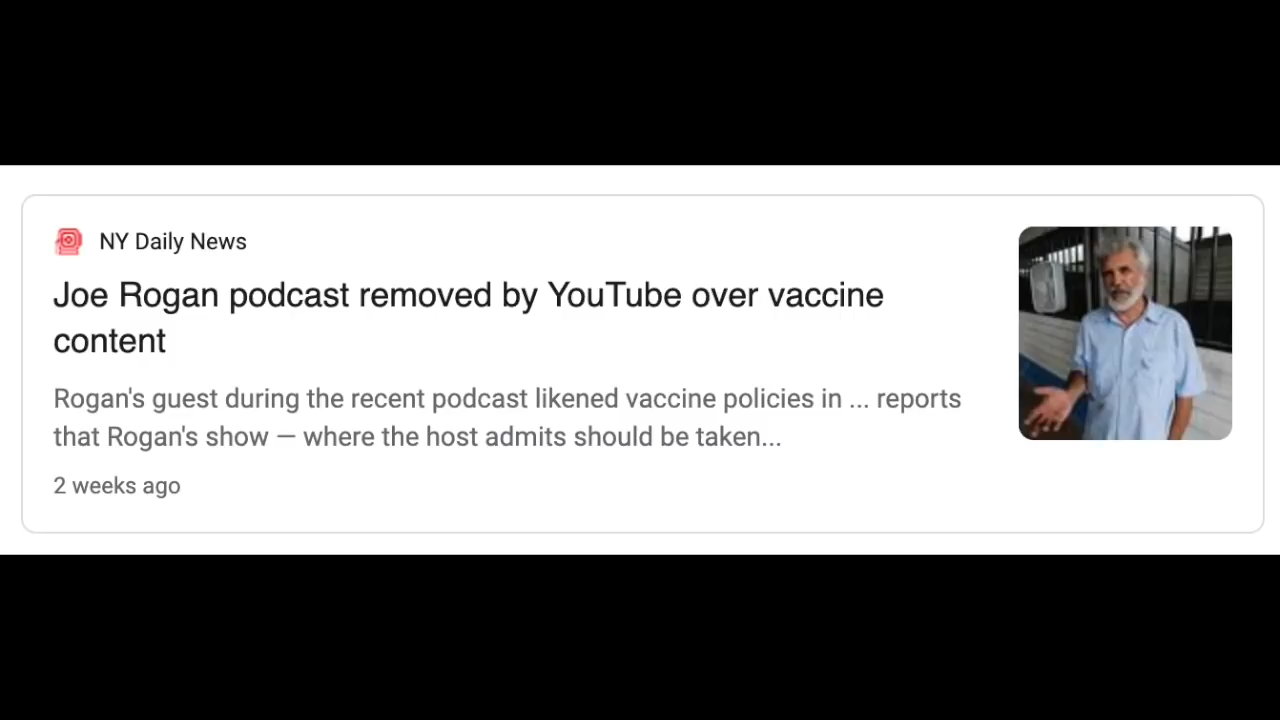 NY Daily News
Joe Rogan podcast removed by YouTube over vaccine
content
Rogan's guest during the recent podcast likened vaccine policies in ... reports
that Rogan's show — where the host admits should be taken...
2 weeks ago